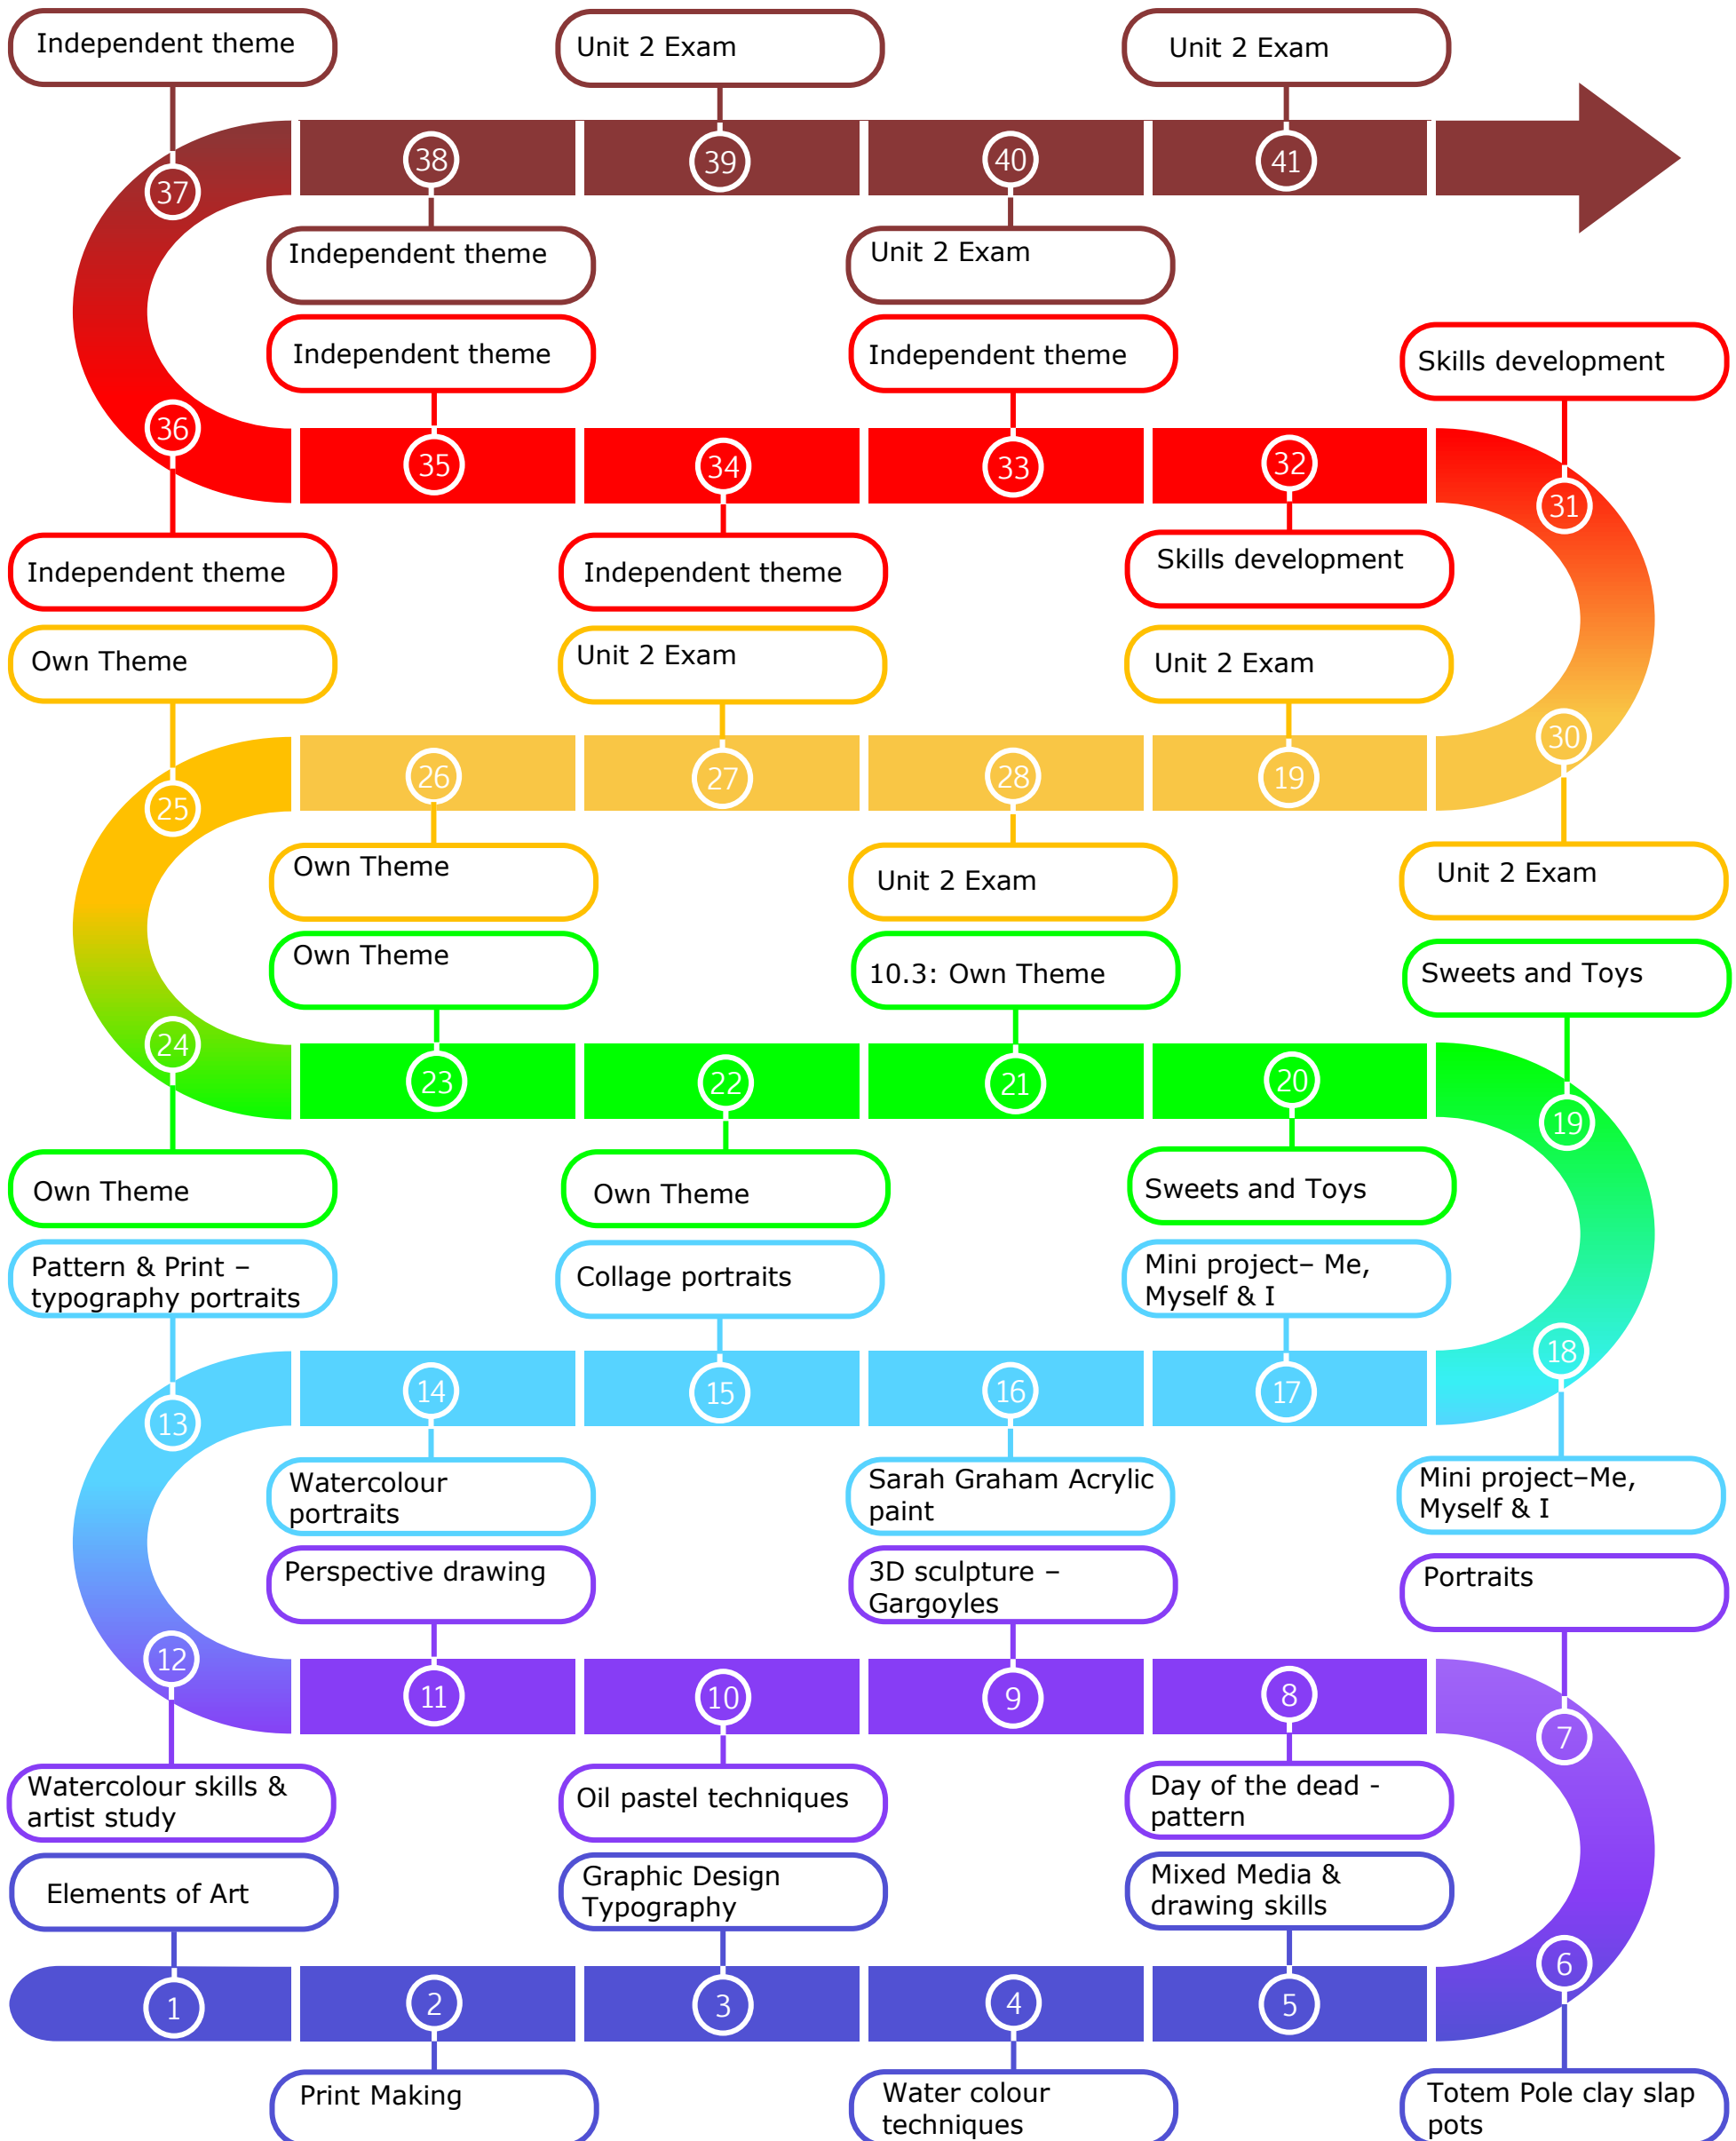 Independent theme
Unit 2 Exam
Unit 2 Exam
37
38
39
40
41
Independent theme
Unit 2 Exam
Independent theme
Independent theme
Skills development
36
35
34
33
32
31
Independent theme
Independent theme
Skills development
Own Theme
Unit 2 Exam
Unit 2 Exam
25
26
27
28
19
30
Own Theme
Unit 2 Exam
Unit 2 Exam
Own Theme
10.3: Own Theme
Sweets and Toys
24
23
22
21
20
19
Own Theme
Own Theme
Sweets and Toys
Pattern & Print –
typography portraits
Collage portraits
Mini project– Me,
Myself & I
13
14
15
16
17
18
Watercolour
portraits
Sarah Graham Acrylic
paint
Mini project–Me,
Myself & I
Perspective drawing
3D sculpture –
Gargoyles
Portraits
12
11
10
9
8
7
Watercolour skills &
artist study
Oil pastel techniques
Day of the dead -
pattern
Elements of Art
Graphic Design
Typography
Mixed Media &
drawing skills
1
2
3
4
5
6
Print Making
Water colour
techniques
Totem Pole clay slap
pots